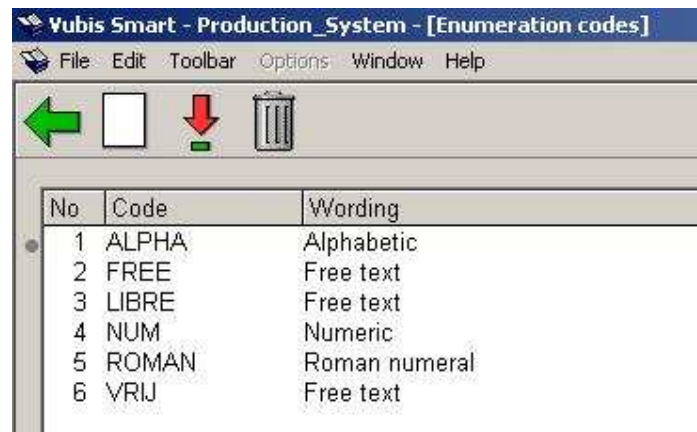 Vubis Smart - Production_System - [Enumeration codes]
File Edit Toolbar Options Window Help
No Code Wording
1 ALPHA Alphabetic
2 FREE Free text
3 LIBRE Free text
4 NUM Numeric
5 ROMAN Roman numeral
6 VRIJ Free text